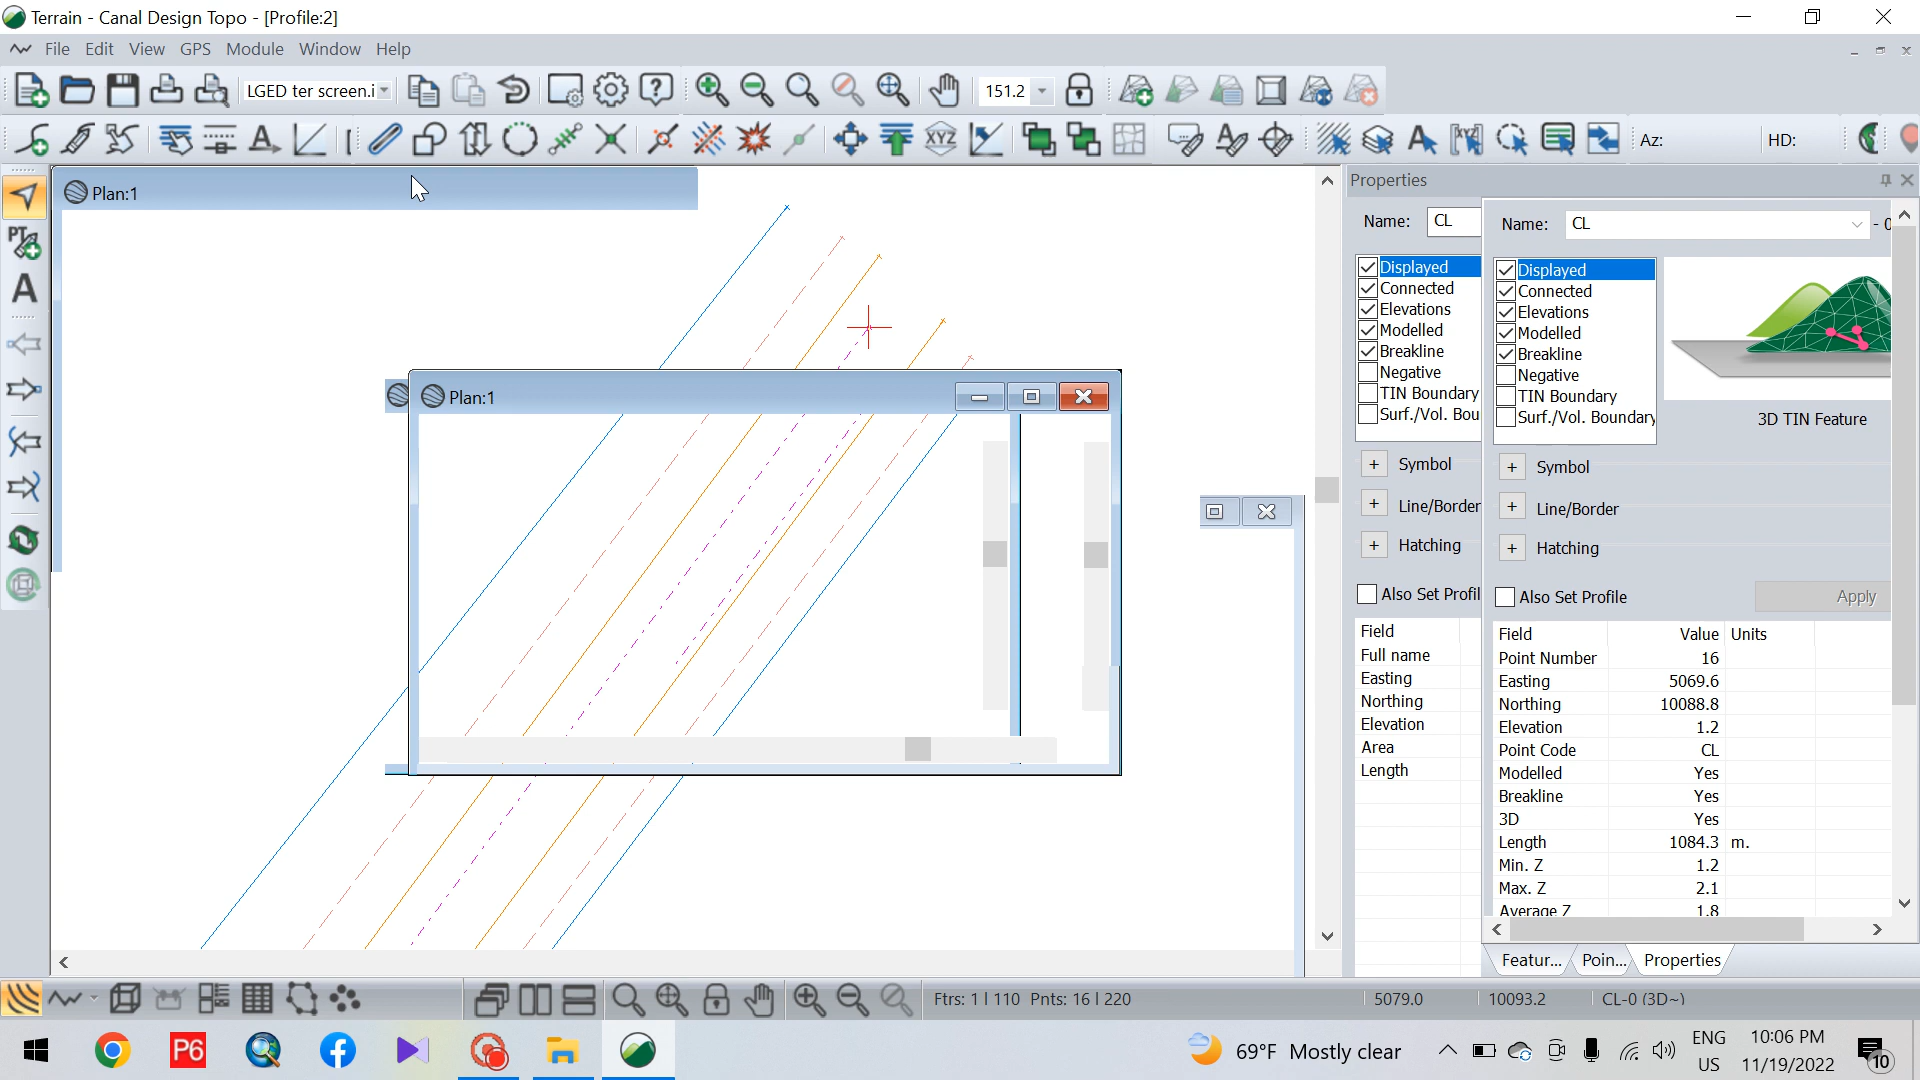 Terrain - Canal Design Topo - [Profile:2]
File Edit View GPS Module Window Help
LGED ter screen.i
151.2
Az: HD:
Plan:1
Plan:1
PT
A
Properties
Name: CL
Displayed
Connected
Elevations
Modelled
Breakline
Negative
TIN Boundary
Surf./Vol. Bou
+ Symbol
+ Line/Border
+ Hatching
Also Set Profil
Field
Full name
Easting
Northing
Elevation
Area
Length
Name: CL - 0
Displayed
Connected
Elevations
Modelled
Breakline
Negative
TIN Boundary
Surf./Vol. Boundary
3D TIN Feature
+ Symbol
+ Line/Border
+ Hatching
Also Set Profile Apply
Field Value Units
Point Number 16
Easting 5069.6
Northing 10088.8
Elevation 1.2
Point Code CL
Modelled Yes
Breakline Yes
3D Yes
Length 1084.3 m.
Min. Z 1.2
Max. Z 2.1
Average Z 1.8
Featur... Poin... Properties
Ftrs: 1|110 Pnts: 16|220 5079.0 10093.2 CL-0 (3D~)
P6
69°F Mostly clear
ENG
US
10:06 PM
11/19/2022
10